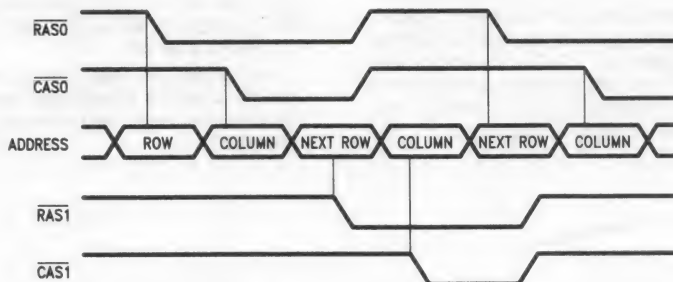 RAS0
CAS0
ADDRESS ROW COLUMN NEXT ROW COLUMN NEXT ROW COLUMN
RAS1
CAS1